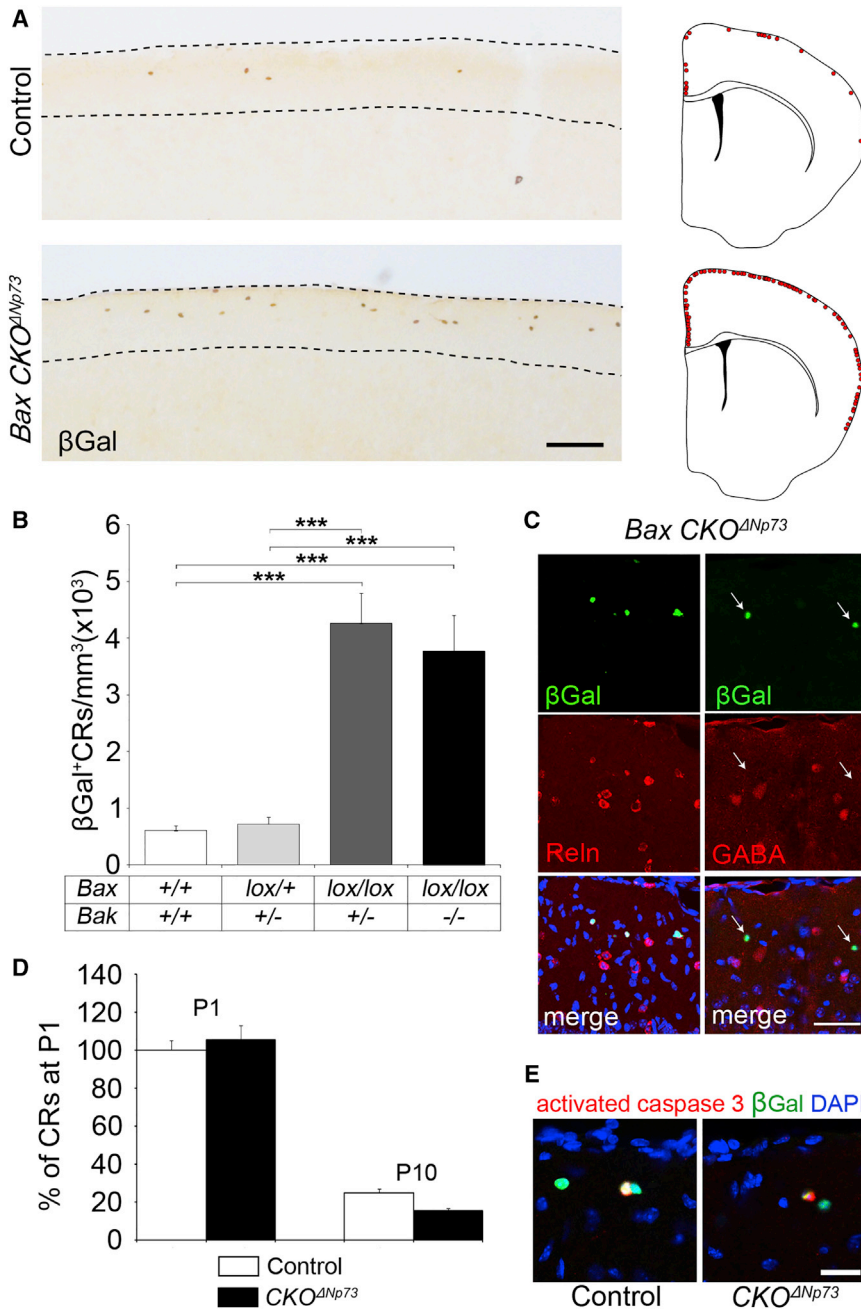 A
Control
Bax CKO^ΔNp73
βGal
B
βGal⁺CRs/mm³(x10³)
6
5
4
3
2
1
0
***
***
***
***
Bax +/+ lox/+ lox/lox lox/lox
Bak +/+ +/- +/- -/-
C
Bax CKO^ΔNp73
βGal βGal
Reln GABA
merge merge
D
% of CRs at P1
140
120
100
80
60
40
20
0
P1
P10
Control
CKO^ΔNp73
E
activated caspase 3 βGal DAPI
Control CKO^ΔNp73